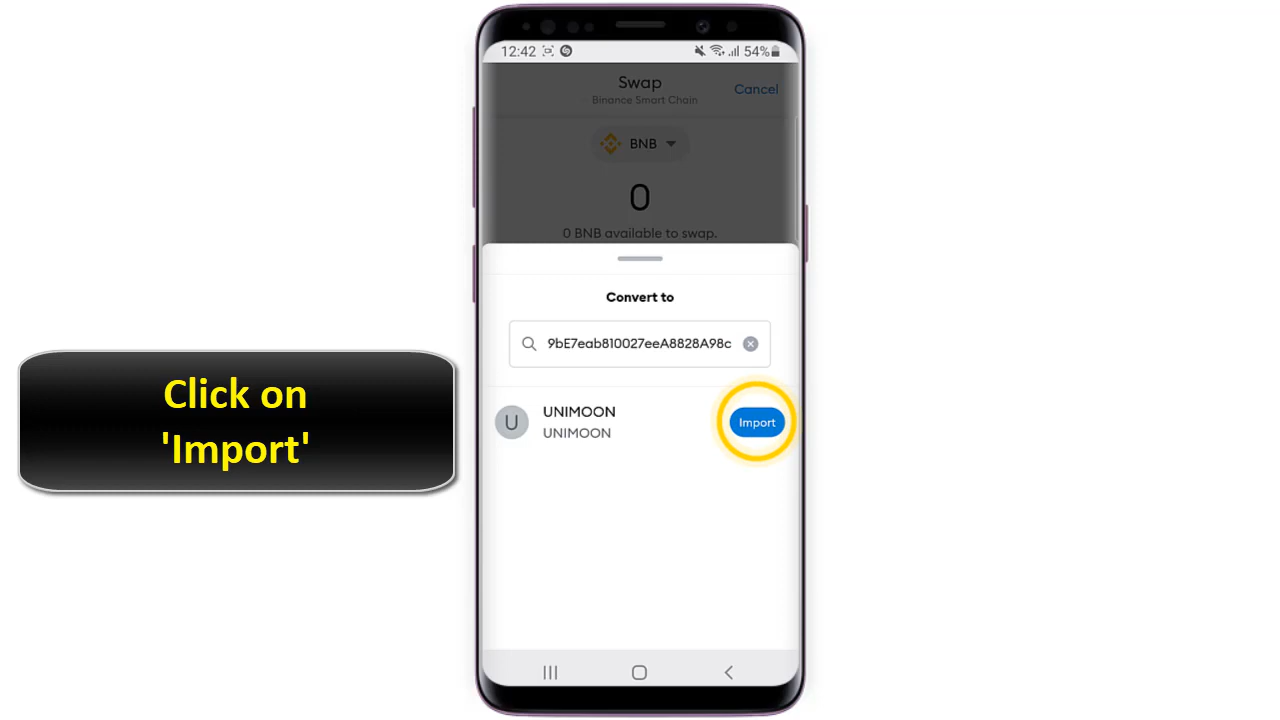 12:42 54%
Swap
Cancel
Binance Smart Chain
BNB
0
0 BNB available to swap.
Convert to
9bE7eab810027eeA8828A98c
U UNIMOON
UNIMOON
Import
Click on
'Import'